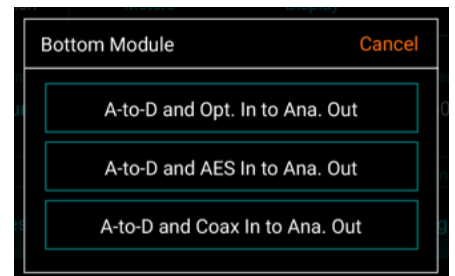 Bottom Module Cancel
A-to-D and Opt. In to Ana. Out
A-to-D and AES In to Ana. Out
A-to-D and Coax In to Ana. Out